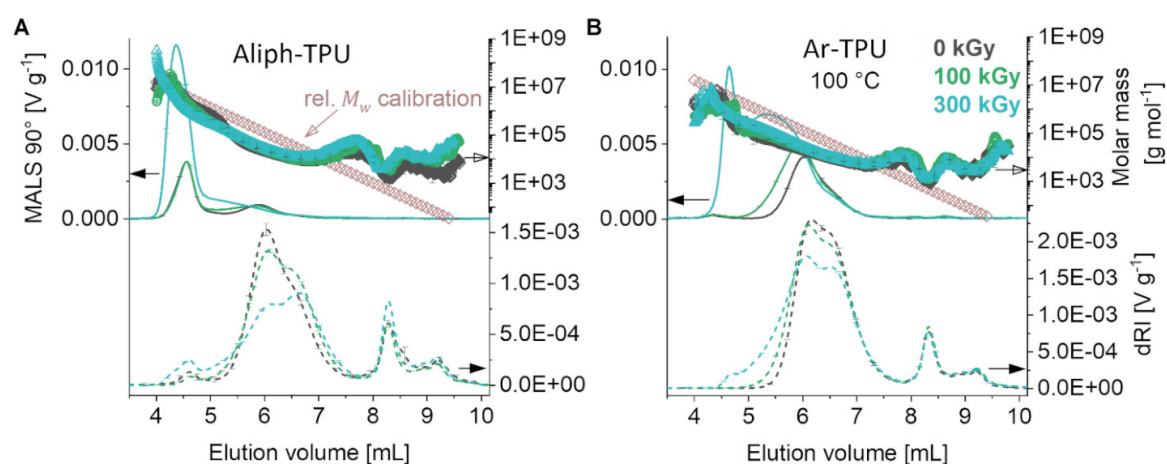 A
Aliph-TPU
rel. Mw calibration
MALS 90° [V g-1]
0.010
0.005
0.000
1E+09
1E+07
1E+05
1E+03
1.5E-03
1.0E-03
5.0E-04
0.0E+00
4 5 6 7 8 9 10
Elution volume [mL]
B
Ar-TPU
100 °C
0 kGy
100 kGy
300 kGy
0.010
0.005
0.000
1E+09
1E+07
1E+05
1E+03
Molar mass
[g mol-1]
2.0E-03
1.5E-03
1.0E-03
5.0E-04
0.0E+00
dRI [V g-1]
4 5 6 7 8 9 10
Elution volume [mL]